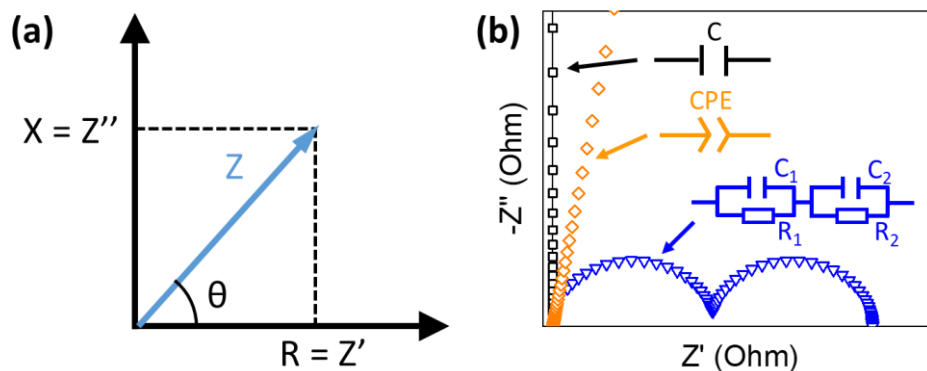 (a)
X = Z''
Z
θ
R = Z'
(b)
C
CPE
C₁
C₂
R₁
R₂
-Z'' (Ohm)
Z' (Ohm)